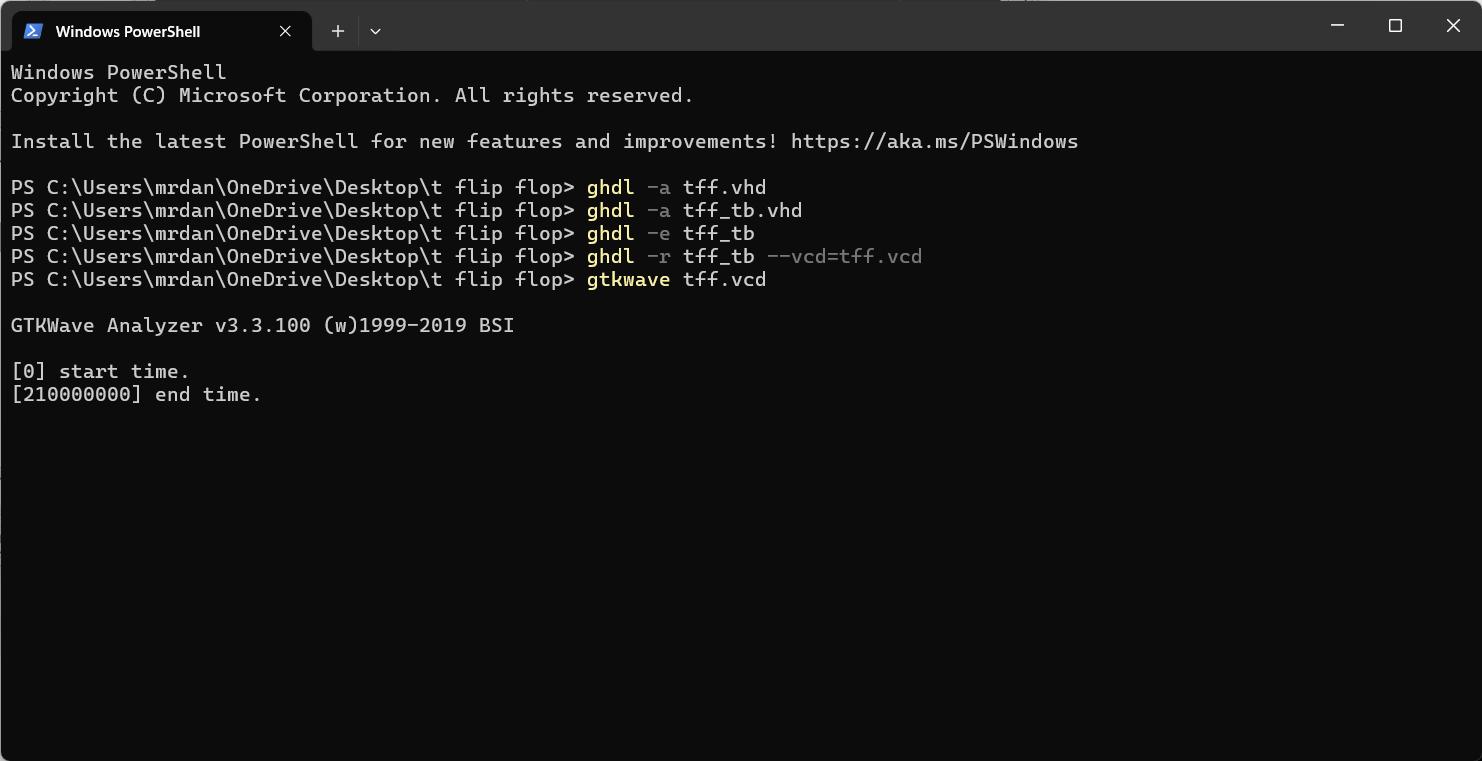 Windows PowerShell
Windows PowerShell
Copyright (C) Microsoft Corporation. All rights reserved.
Install the latest PowerShell for new features and improvements! https://aka.ms/PSWindows
PS C:\Users\mrdan\OneDrive\Desktop\t flip flop> ghdl -a tff.vhd
PS C:\Users\mrdan\OneDrive\Desktop\t flip flop> ghdl -a tff_tb.vhd
PS C:\Users\mrdan\OneDrive\Desktop\t flip flop> ghdl -e tff_tb
PS C:\Users\mrdan\OneDrive\Desktop\t flip flop> ghdl -r tff_tb --vcd=tff.vcd
PS C:\Users\mrdan\OneDrive\Desktop\t flip flop> gtkwave tff.vcd
GTKWave Analyzer v3.3.100 (w)1999-2019 BSI
[0] start time.
[210000000] end time.